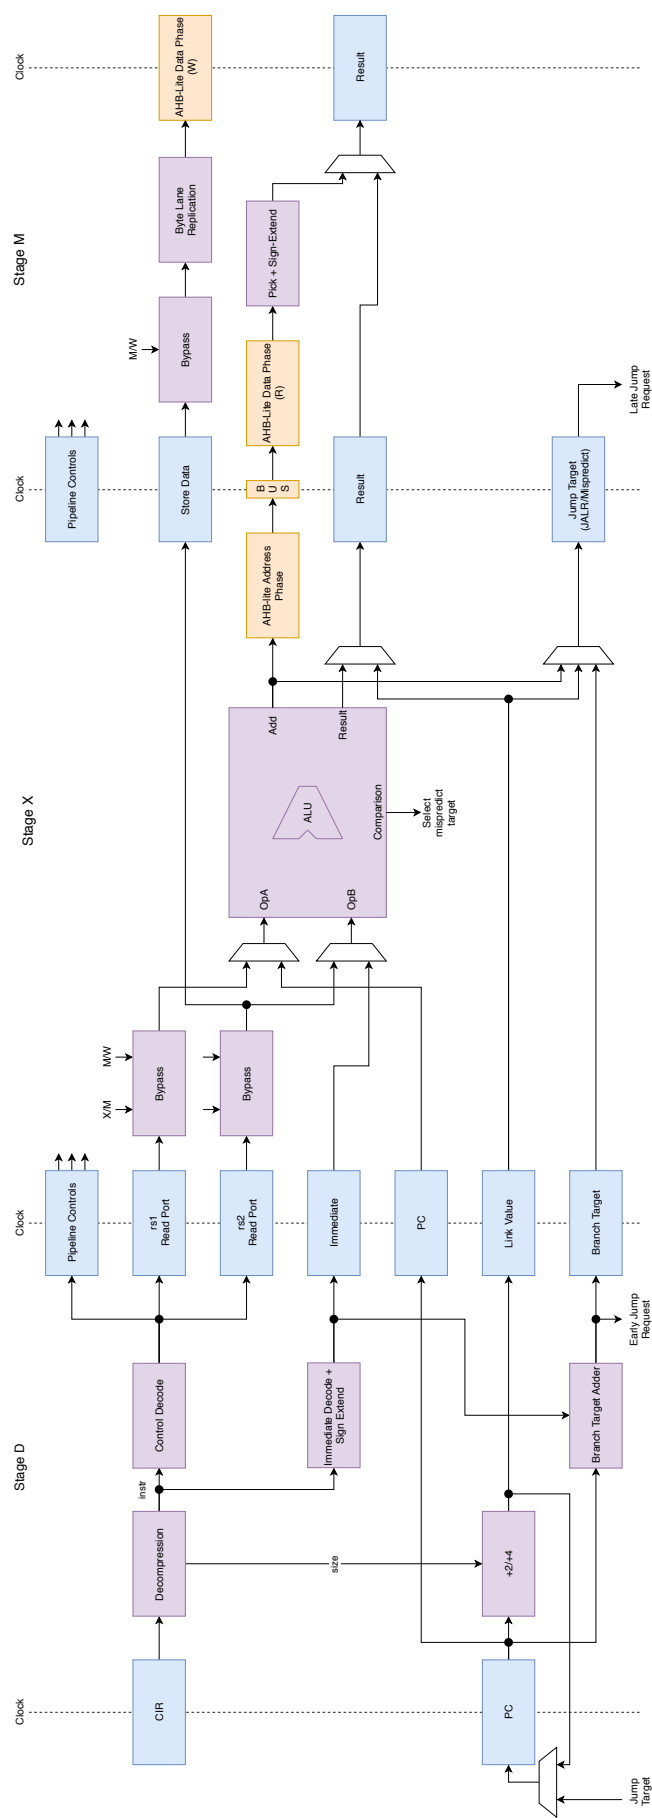 Stage D
Stage X
Stage M
Clock
Clock
Clock
Clock
CIR
Decompression
instr
size
Control Decode
Immediate Decode +
Sign Extend
PC
+2/+4
Jump
Target
Branch Target Adder
Early Jump
Request
Pipeline Controls
rs1
Read Port
rs2
Read Port
Immediate
PC
Link Value
Branch Target
X/M
M/W
Bypass
Bypass
OpA
OpB
ALU
Add
Result
Comparison
Select
mispredict
target
AHB-lite Address
Phase
Pipeline Controls
Store Data
B
U
S
Result
Jump Target
(JALR/Mispredict)
Late Jump
Request
M/W
Bypass
Byte Lane
Replication
AHB-Lite Data Phase
(R)
Pick + Sign-Extend
AHB-Lite Data Phase
(W)
Result